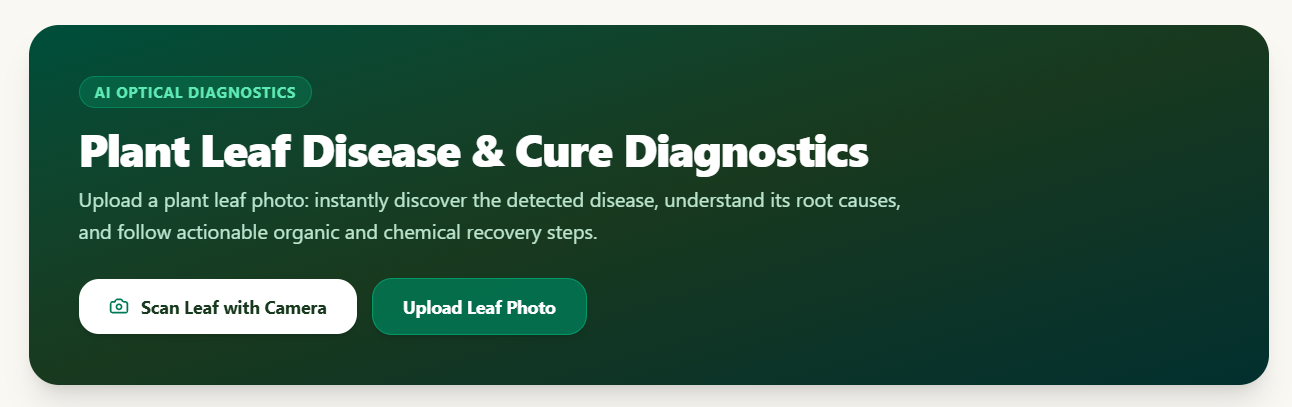 AI OPTICAL DIAGNOSTICS
Plant Leaf Disease & Cure Diagnostics
Upload a plant leaf photo: instantly discover the detected disease, understand its root causes,
and follow actionable organic and chemical recovery steps.
Scan Leaf with Camera
Upload Leaf Photo